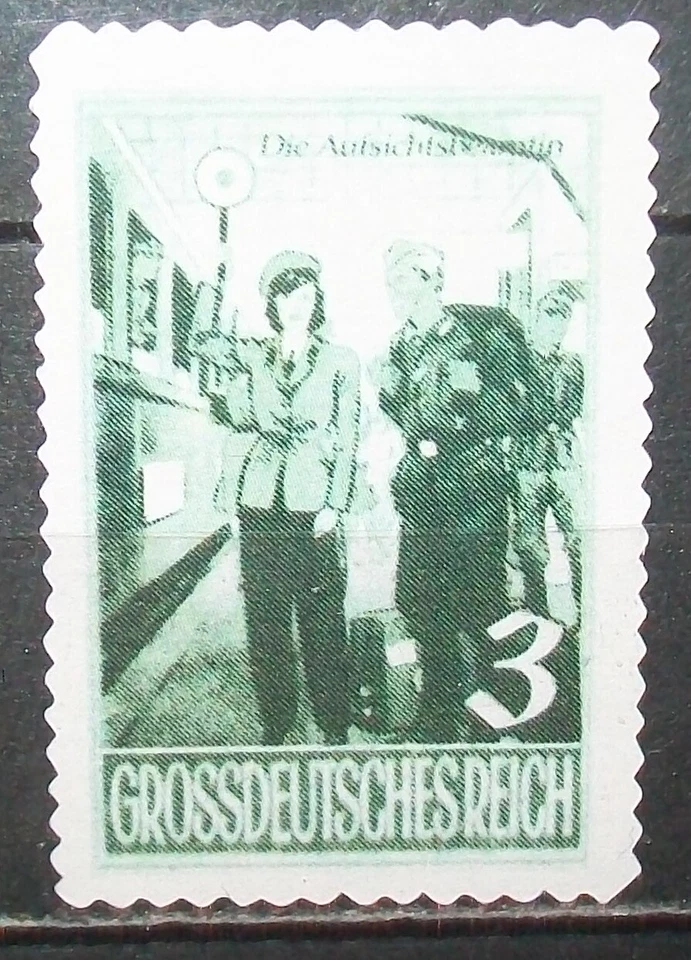 Die Aufsichtsbeamtin
3
GROSSDEUTSCHES REICH